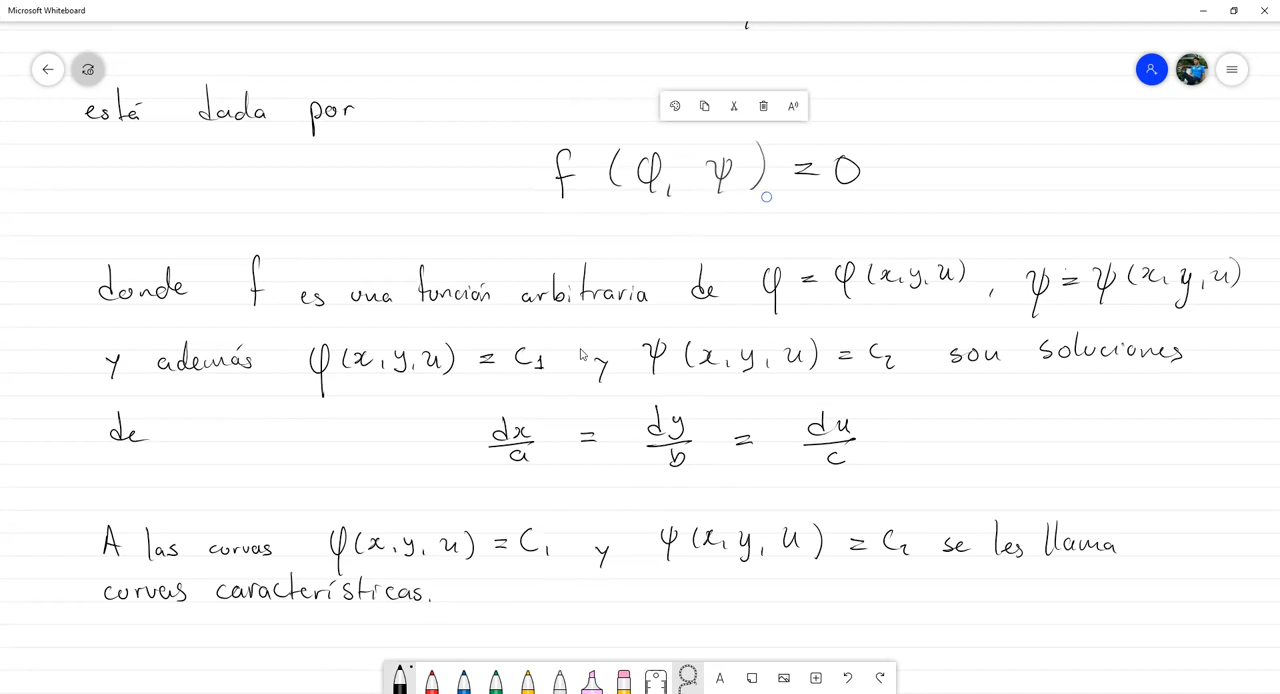 Microsoft Whiteboard
está dada por
f (φ, ψ) = 0
donde f es una función arbitraria de φ = φ(x, y, u), ψ = ψ(x, y, u)
y además φ(x, y, u) = C1 y ψ(x, y, u) = C2 son soluciones
de dx/a = dy/b = du/c
A las curvas φ(x, y, u) = C1 y ψ(x, y, u) = C2 se les llama
curvas características.